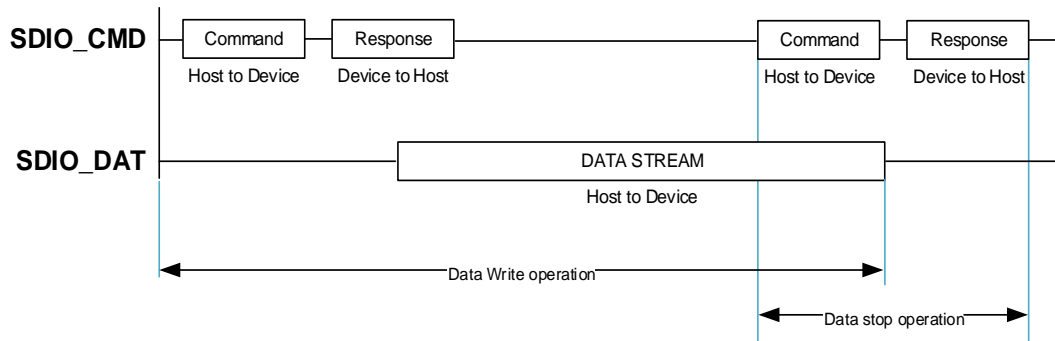 SDIO_CMD
Command
Response
Command
Response
Host to Device
Device to Host
Host to Device
Device to Host
SDIO_DAT
DATA STREAM
Host to Device
Data Write operation
Data stop operation